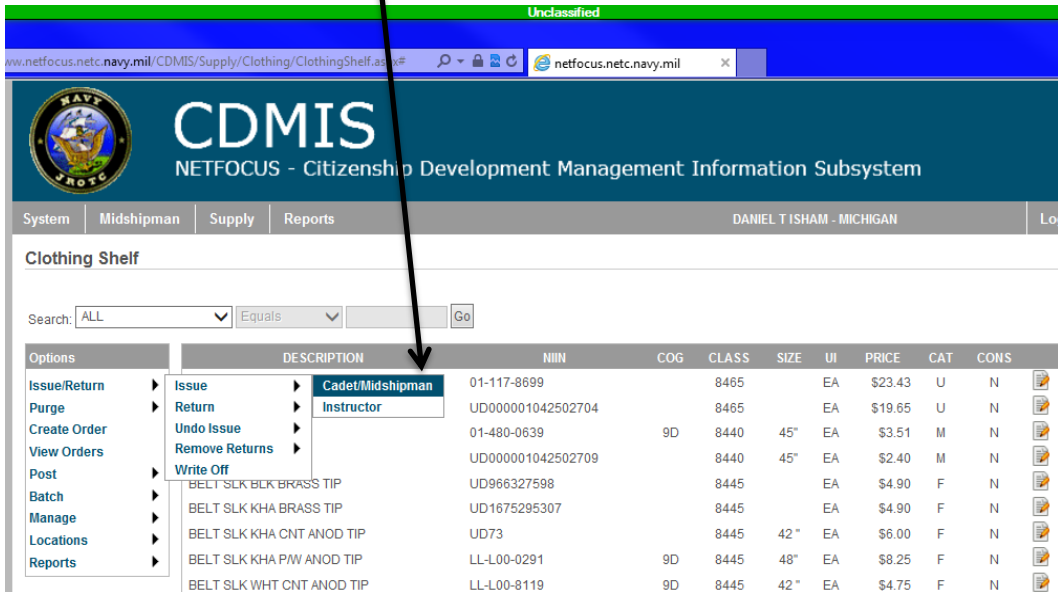 Unclassified
ww.netfocus.netc.navy.mil/CDMIS/Supply/Clothing/ClothingShelf.as x#
netfocus.netc.navy.mil
NAVY
JROTC
CDMIS
NETFOCUS - Citizenship Development Management Information Subsystem
System Midshipman Supply Reports DANIEL T ISHAM - MICHIGAN Lo
Clothing Shelf
Search: ALL Equals Go
Options DESCRIPTION NIIN COG CLASS SIZE UI PRICE CAT CONS
Issue/Return Issue Cadet/Midshipman 01-117-8699 8465 EA $23.43 U N
Purge Return Instructor UD000001042502704 8465 EA $19.65 U N
Create Order Undo Issue 01-480-0639 9D 8440 45" EA $3.51 M N
View Orders Remove Returns UD000001042502709 8440 45" EA $2.40 M N
Post Write Off
BELT SLK BLK BRASS TIP UD966327598 8445 EA $4.90 F N
Batch
BELT SLK KHA BRASS TIP UD1675295307 8445 EA $4.90 F N
Manage
BELT SLK KHA CNT ANOD TIP UD73 8445 42 " EA $6.00 F N
Locations
Reports BELT SLK KHA P/W ANOD TIP LL-L00-0291 9D 8445 48" EA $8.25 F N
BELT SLK WHT CNT ANOD TIP LL-L00-8119 9D 8445 42 " EA $4.75 F N